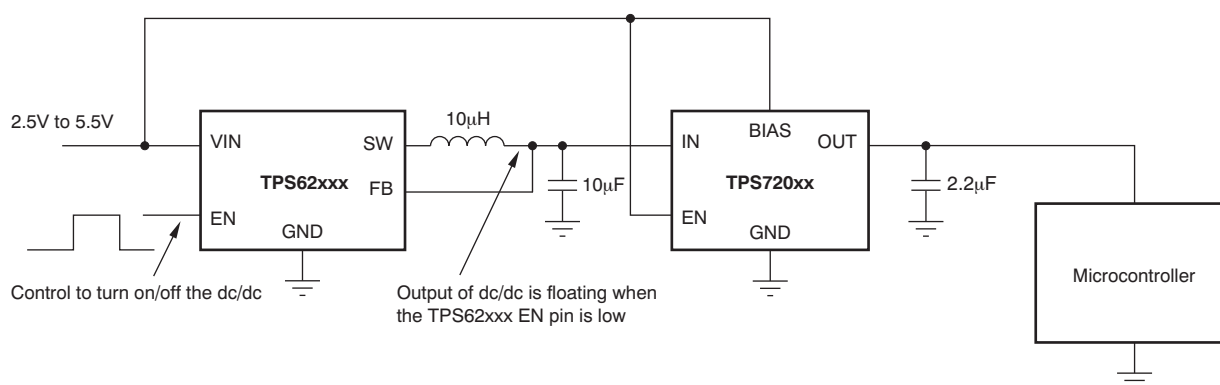 2.5V to 5.5V
VIN
SW
TPS62xxx
FB
EN
GND
10μH
10μF
IN
BIAS
OUT
TPS720xx
EN
GND
2.2μF
Microcontroller
Control to turn on/off the dc/dc
Output of dc/dc is floating when
the TPS62xxx EN pin is low